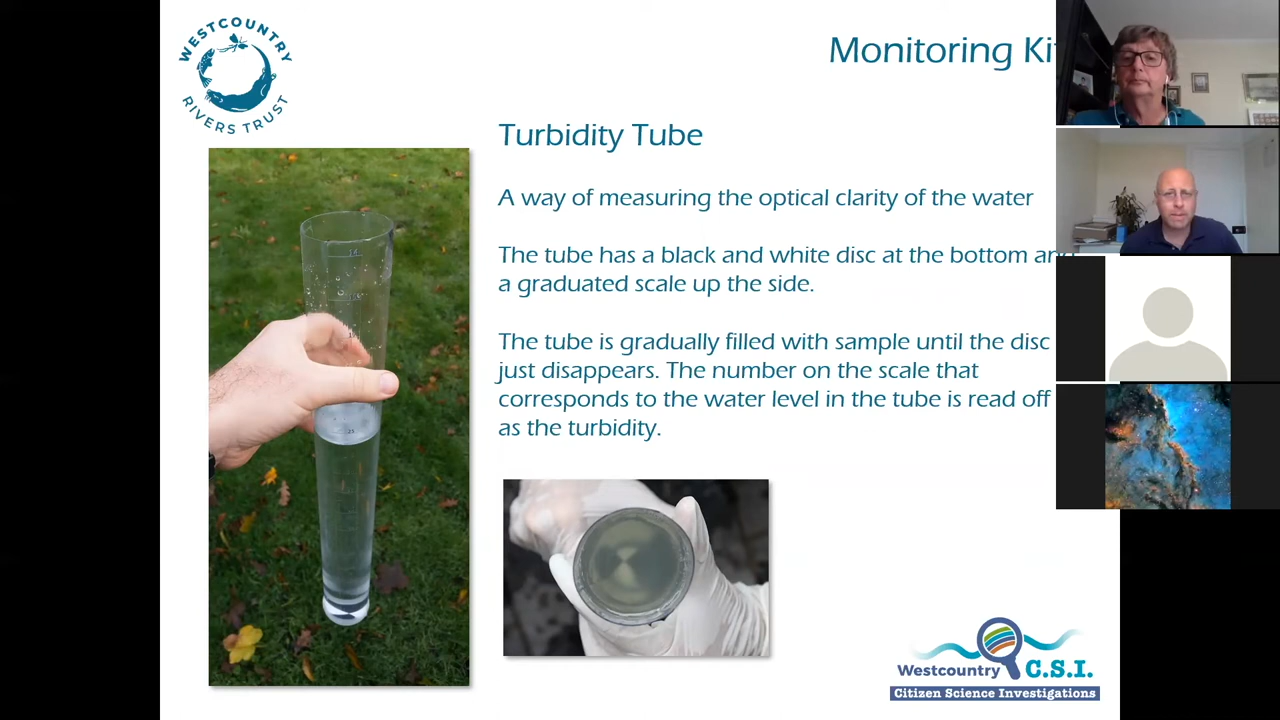 WESTCOUNTRY
RIVERS TRUST
Monitoring
Turbidity Tube
A way of measuring the optical clarity of the water
The tube has a black and white disc at the bottom
a graduated scale up the side.
The tube is gradually filled with sample until the disc
just disappears. The number on the scale that
corresponds to the water level in the tube is read off
as the turbidity.
Westcountry C.S.I.
Citizen Science Investigations